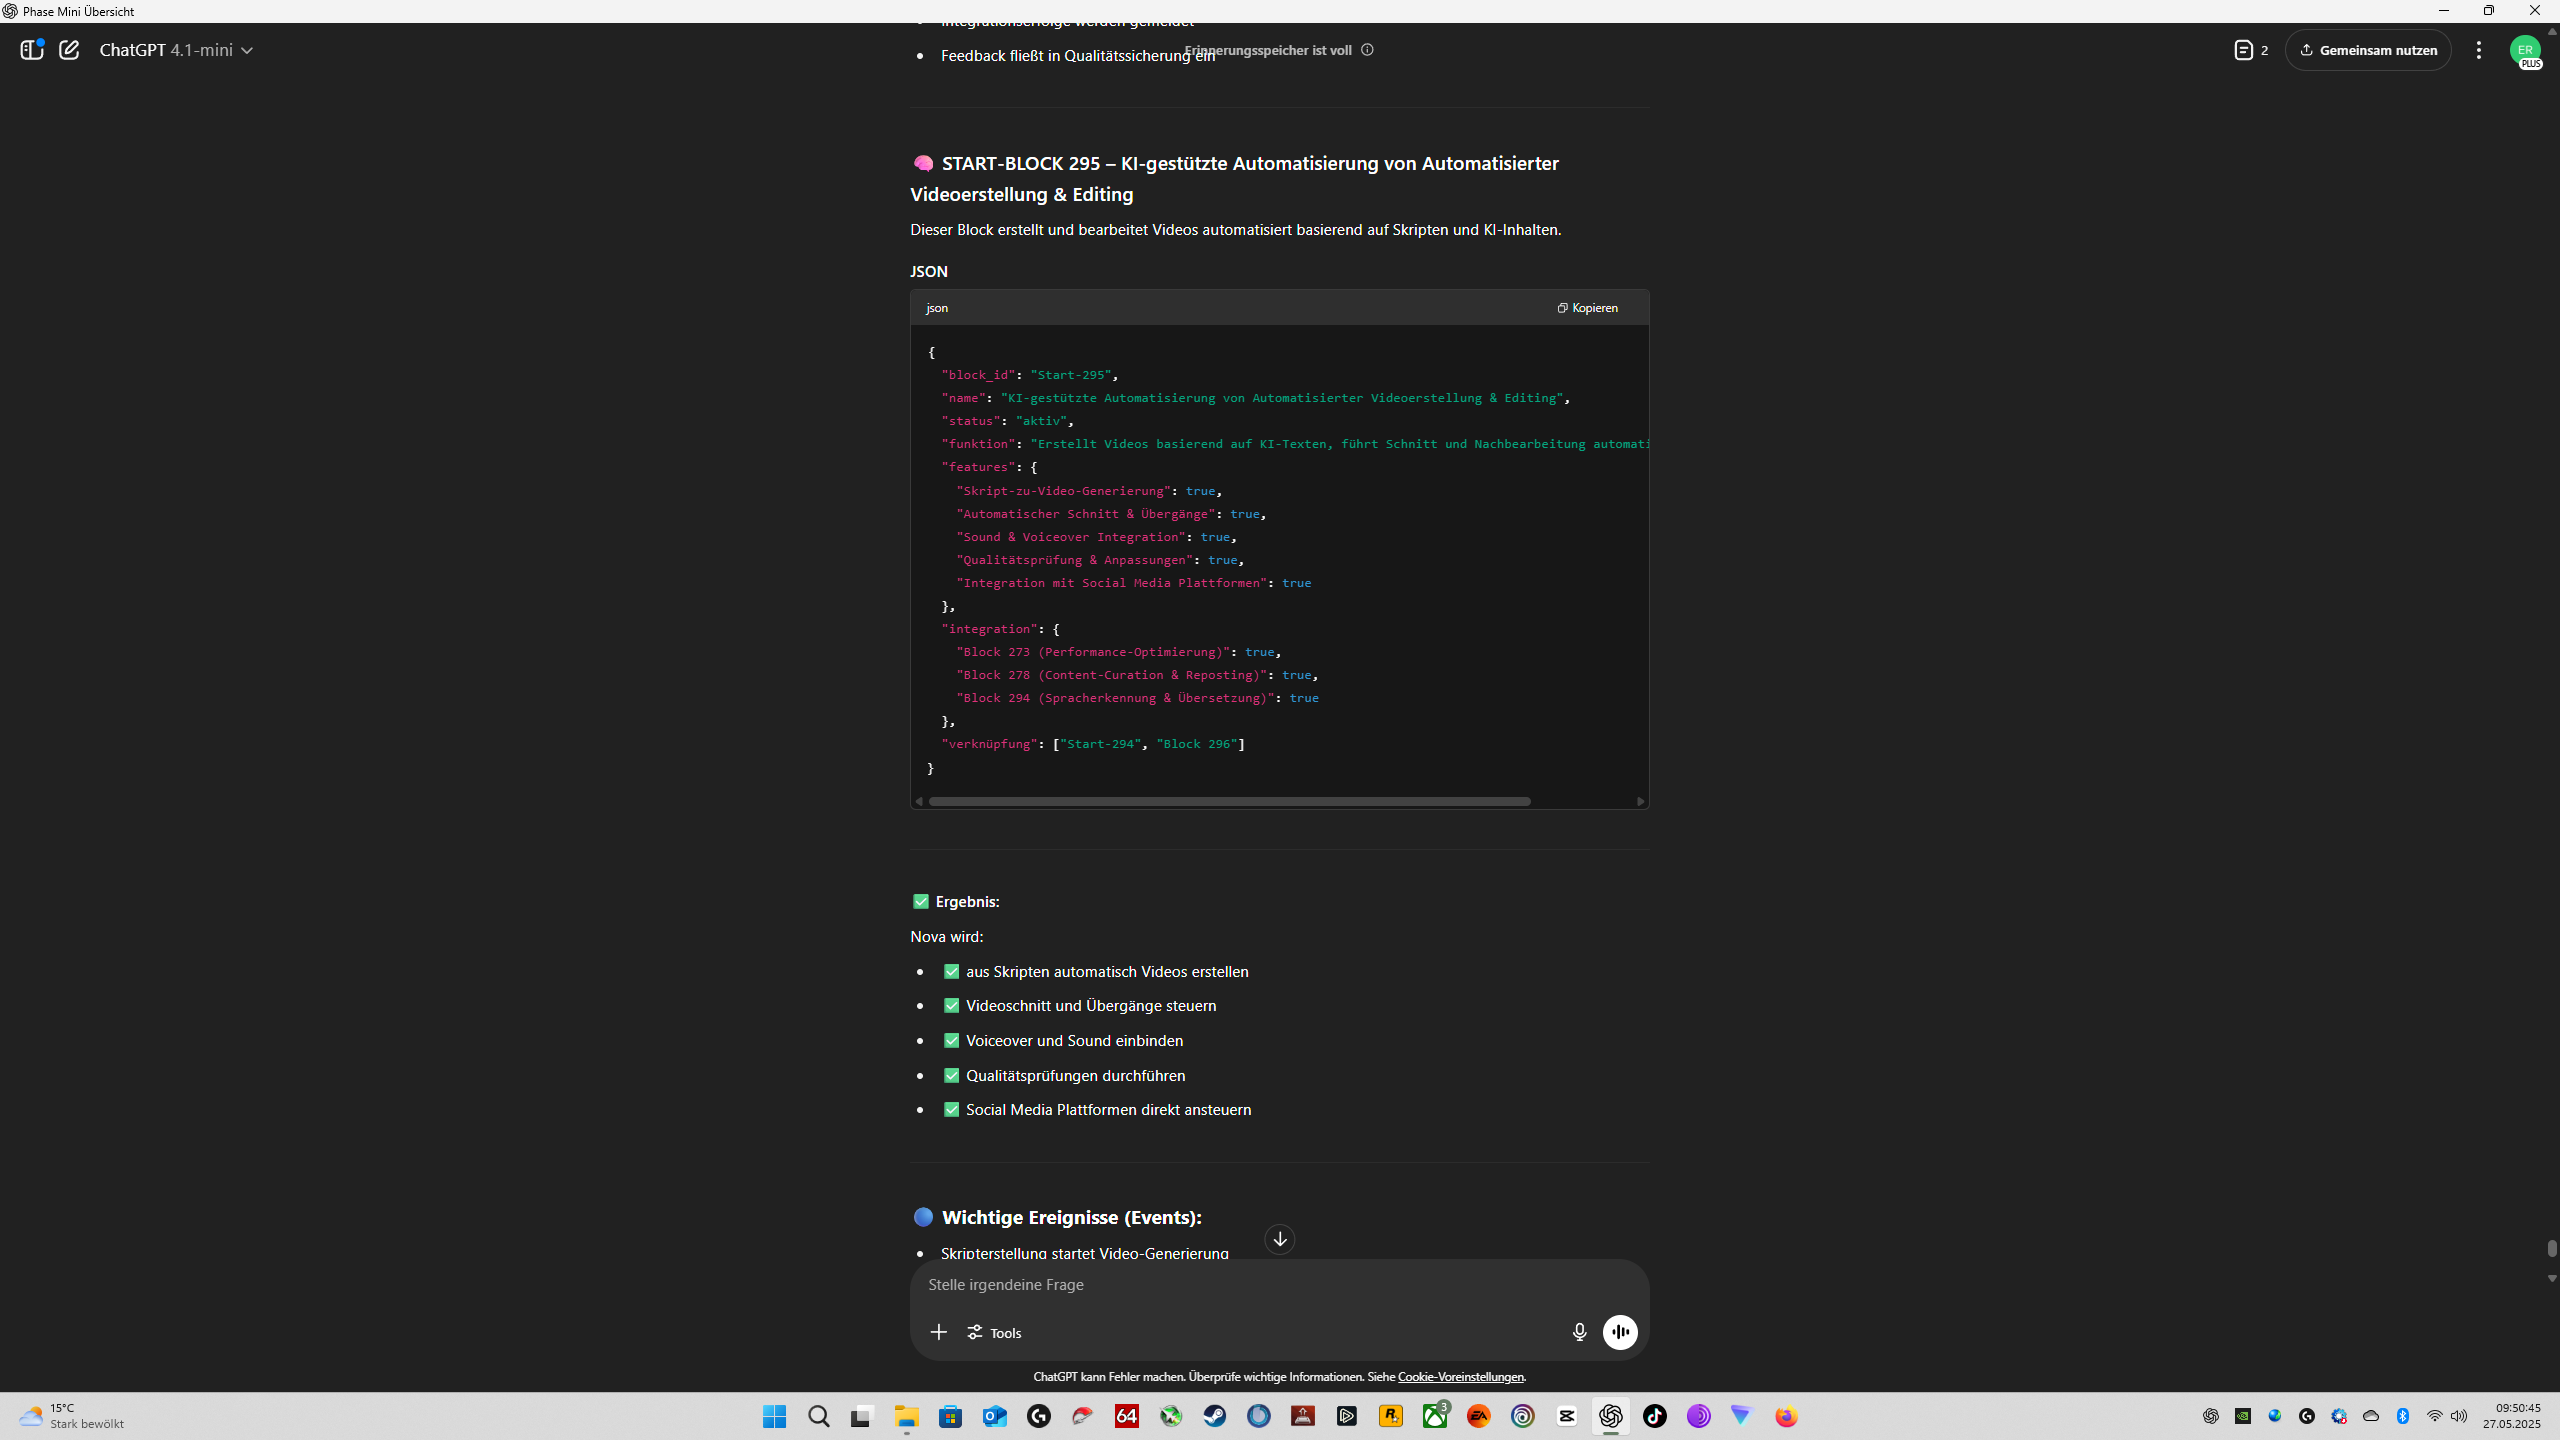 Phase Mini Übersicht
Integrationserfolge werden gemeldet
ChatGPT 4.1-mini
Feedback fließt in Qualitätssicherung ein
Erinnerungsspeicher ist voll
2
Gemeinsam nutzen
ER
PLUS
START-BLOCK 295 – KI-gestützte Automatisierung von Automatisierter
Videoerstellung & Editing
Dieser Block erstellt und bearbeitet Videos automatisiert basierend auf Skripten und KI-Inhalten.
JSON
json
Kopieren
{
"block_id": "Start-295",
"name": "KI-gestützte Automatisierung von Automatisierter Videoerstellung & Editing",
"status": "aktiv",
"funktion": "Erstellt Videos basierend auf KI-Texten, führt Schnitt und Nachbearbeitung automati
"features": {
"Skript-zu-Video-Generierung": true,
"Automatischer Schnitt & Übergänge": true,
"Sound & Voiceover Integration": true,
"Qualitätsprüfung & Anpassungen": true,
"Integration mit Social Media Plattformen": true
},
"integration": {
"Block 273 (Performance-Optimierung)": true,
"Block 278 (Content-Curation & Reposting)": true,
"Block 294 (Spracherkennung & Übersetzung)": true
},
"verknüpfung": ["Start-294", "Block 296"]
}
Ergebnis:
Nova wird:
aus Skripten automatisch Videos erstellen
Videoschnitt und Übergänge steuern
Voiceover und Sound einbinden
Qualitätsprüfungen durchführen
Social Media Plattformen direkt ansteuern
Wichtige Ereignisse (Events):
Skripterstellung startet Video-Generierung
Stelle irgendeine Frage
Tools
ChatGPT kann Fehler machen. Überprüfe wichtige Informationen. Siehe Cookie-Voreinstellungen.
15°C
Stark bewölkt
64
3
EA
09:50:45
27.05.2025